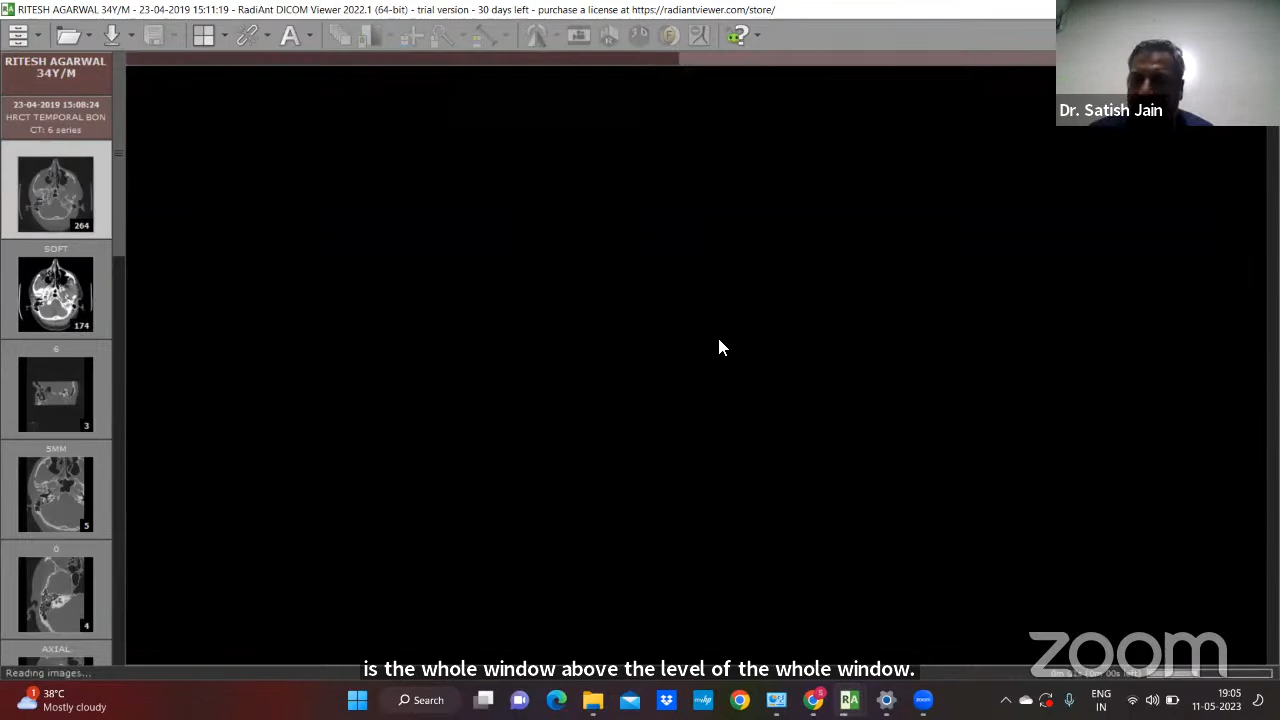 RITESH AGARWAL 34Y/M - 23-04-2019 15:11:19 - RadiAnt DICOM Viewer 2022.1 (64-bit) - trial version - 30 days left - purchase a license at https://radiantviewer.com/store/
RITESH AGARWAL
34Y/M
23-04-2019 15:08:24
HRCT TEMPORAL BON
CT: 6 series
264
SOFT
174
6
3
5MM
5
0
4
AXIAL
Reading images...
Dr. Satish Jain
is the whole window above the level of the whole window.
zoom
1
38°C
Mostly cloudy
Search
5
zoom
ENG
IN
19:05
11-05-2023